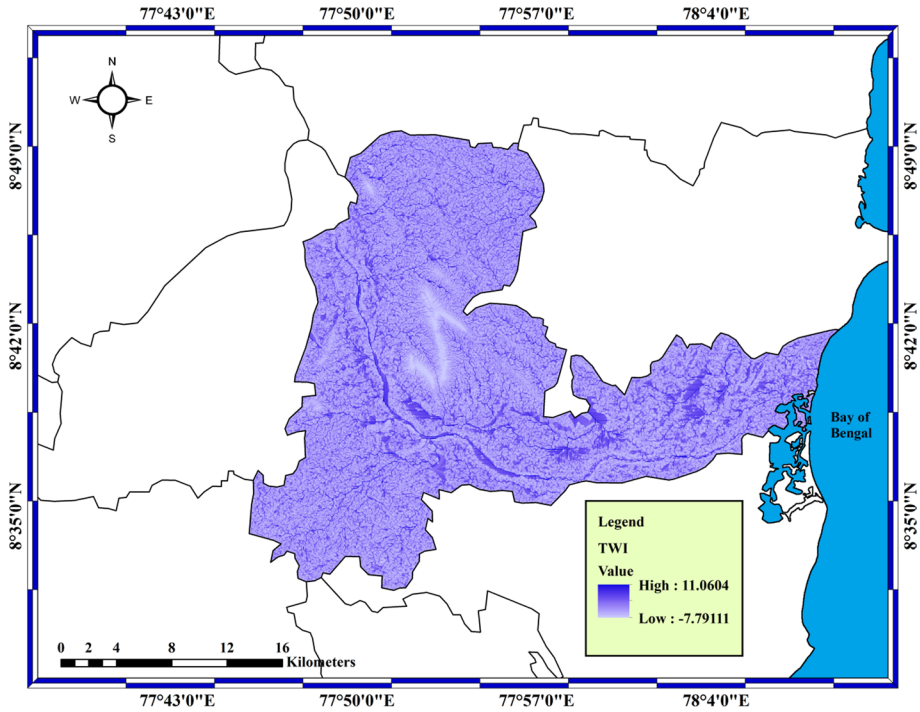 77°43'0"E 77°50'0"E 77°57'0"E 78°4'0"E
N
W E
S
8°49'0"N 8°49'0"N
8°42'0"N 8°42'0"N
Bay of
Bengal
8°35'0"N 8°35'0"N
Legend
TWI
Value
High : 11.0604
Low : -7.79111
0 2 4 8 12 16
Kilometers
77°43'0"E 77°50'0"E 77°57'0"E 78°4'0"E